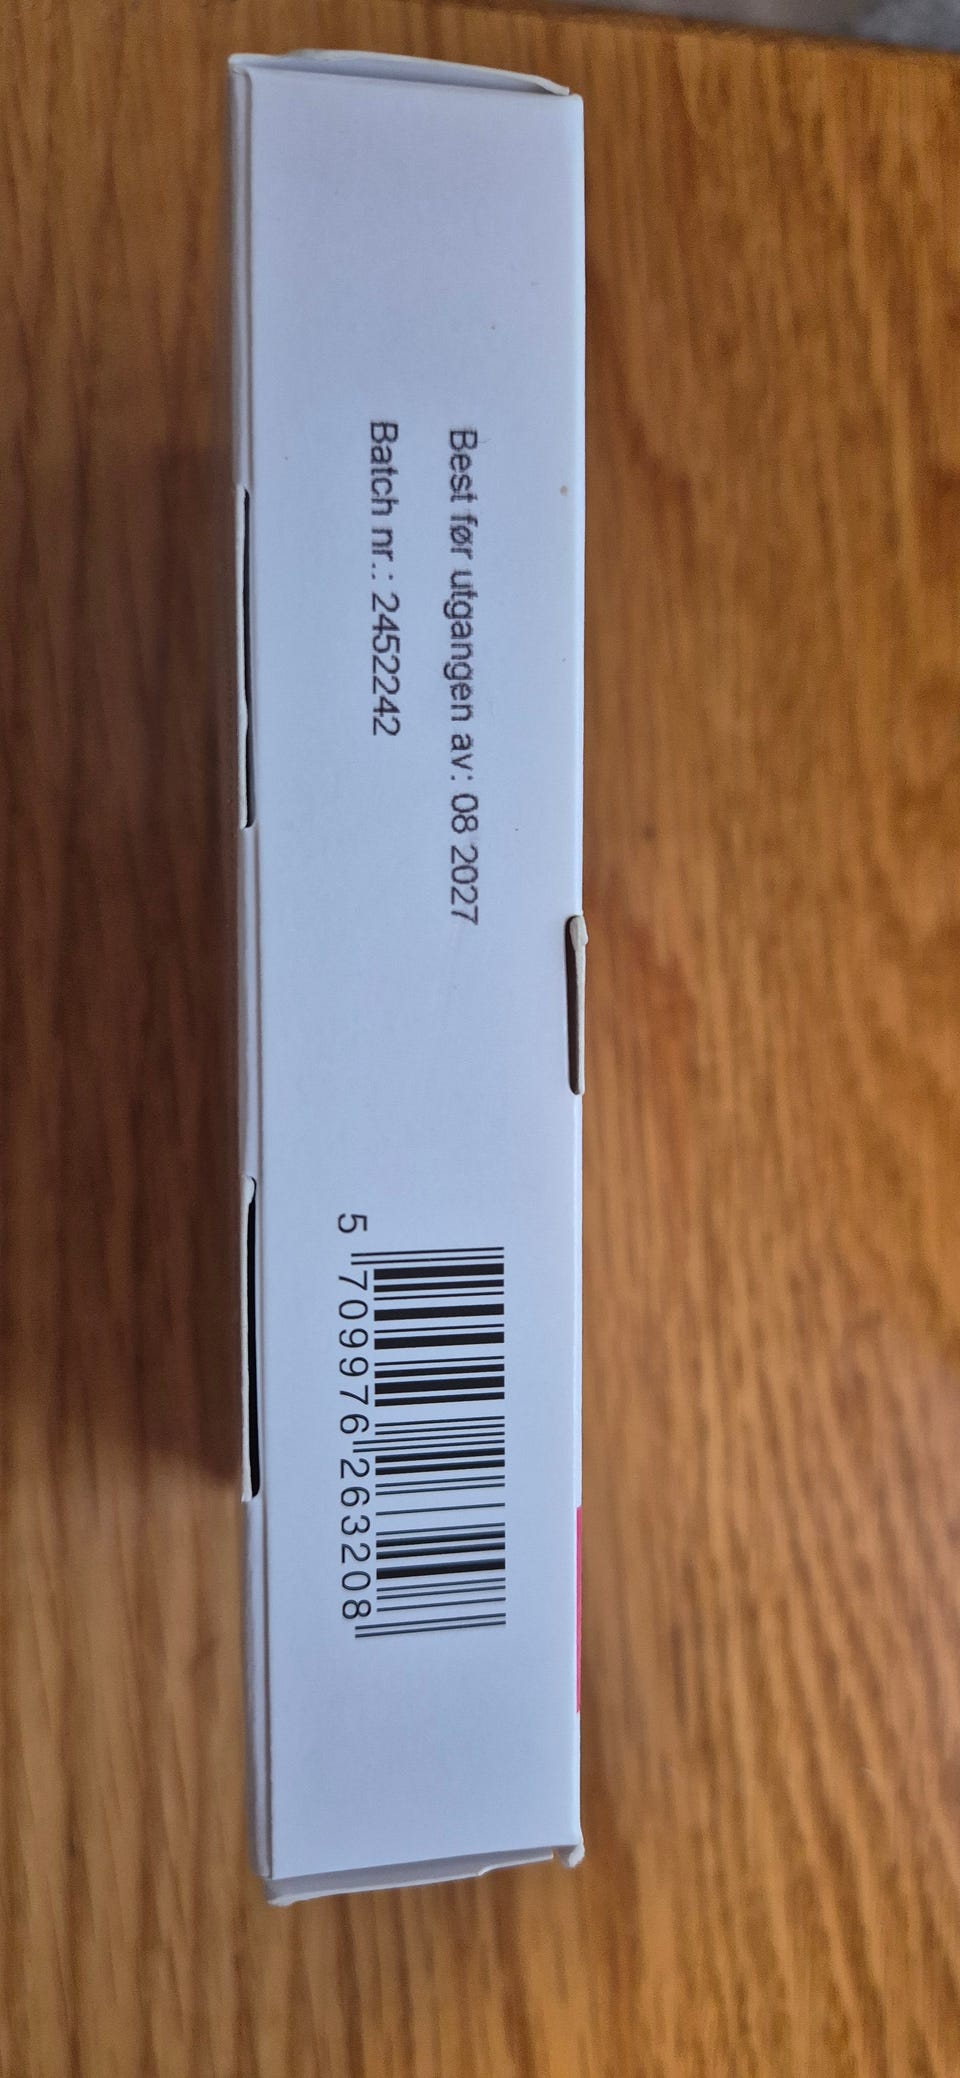 Best før utgangen av: 08 2027
Batch nr.: 2452242
5 709976 263208